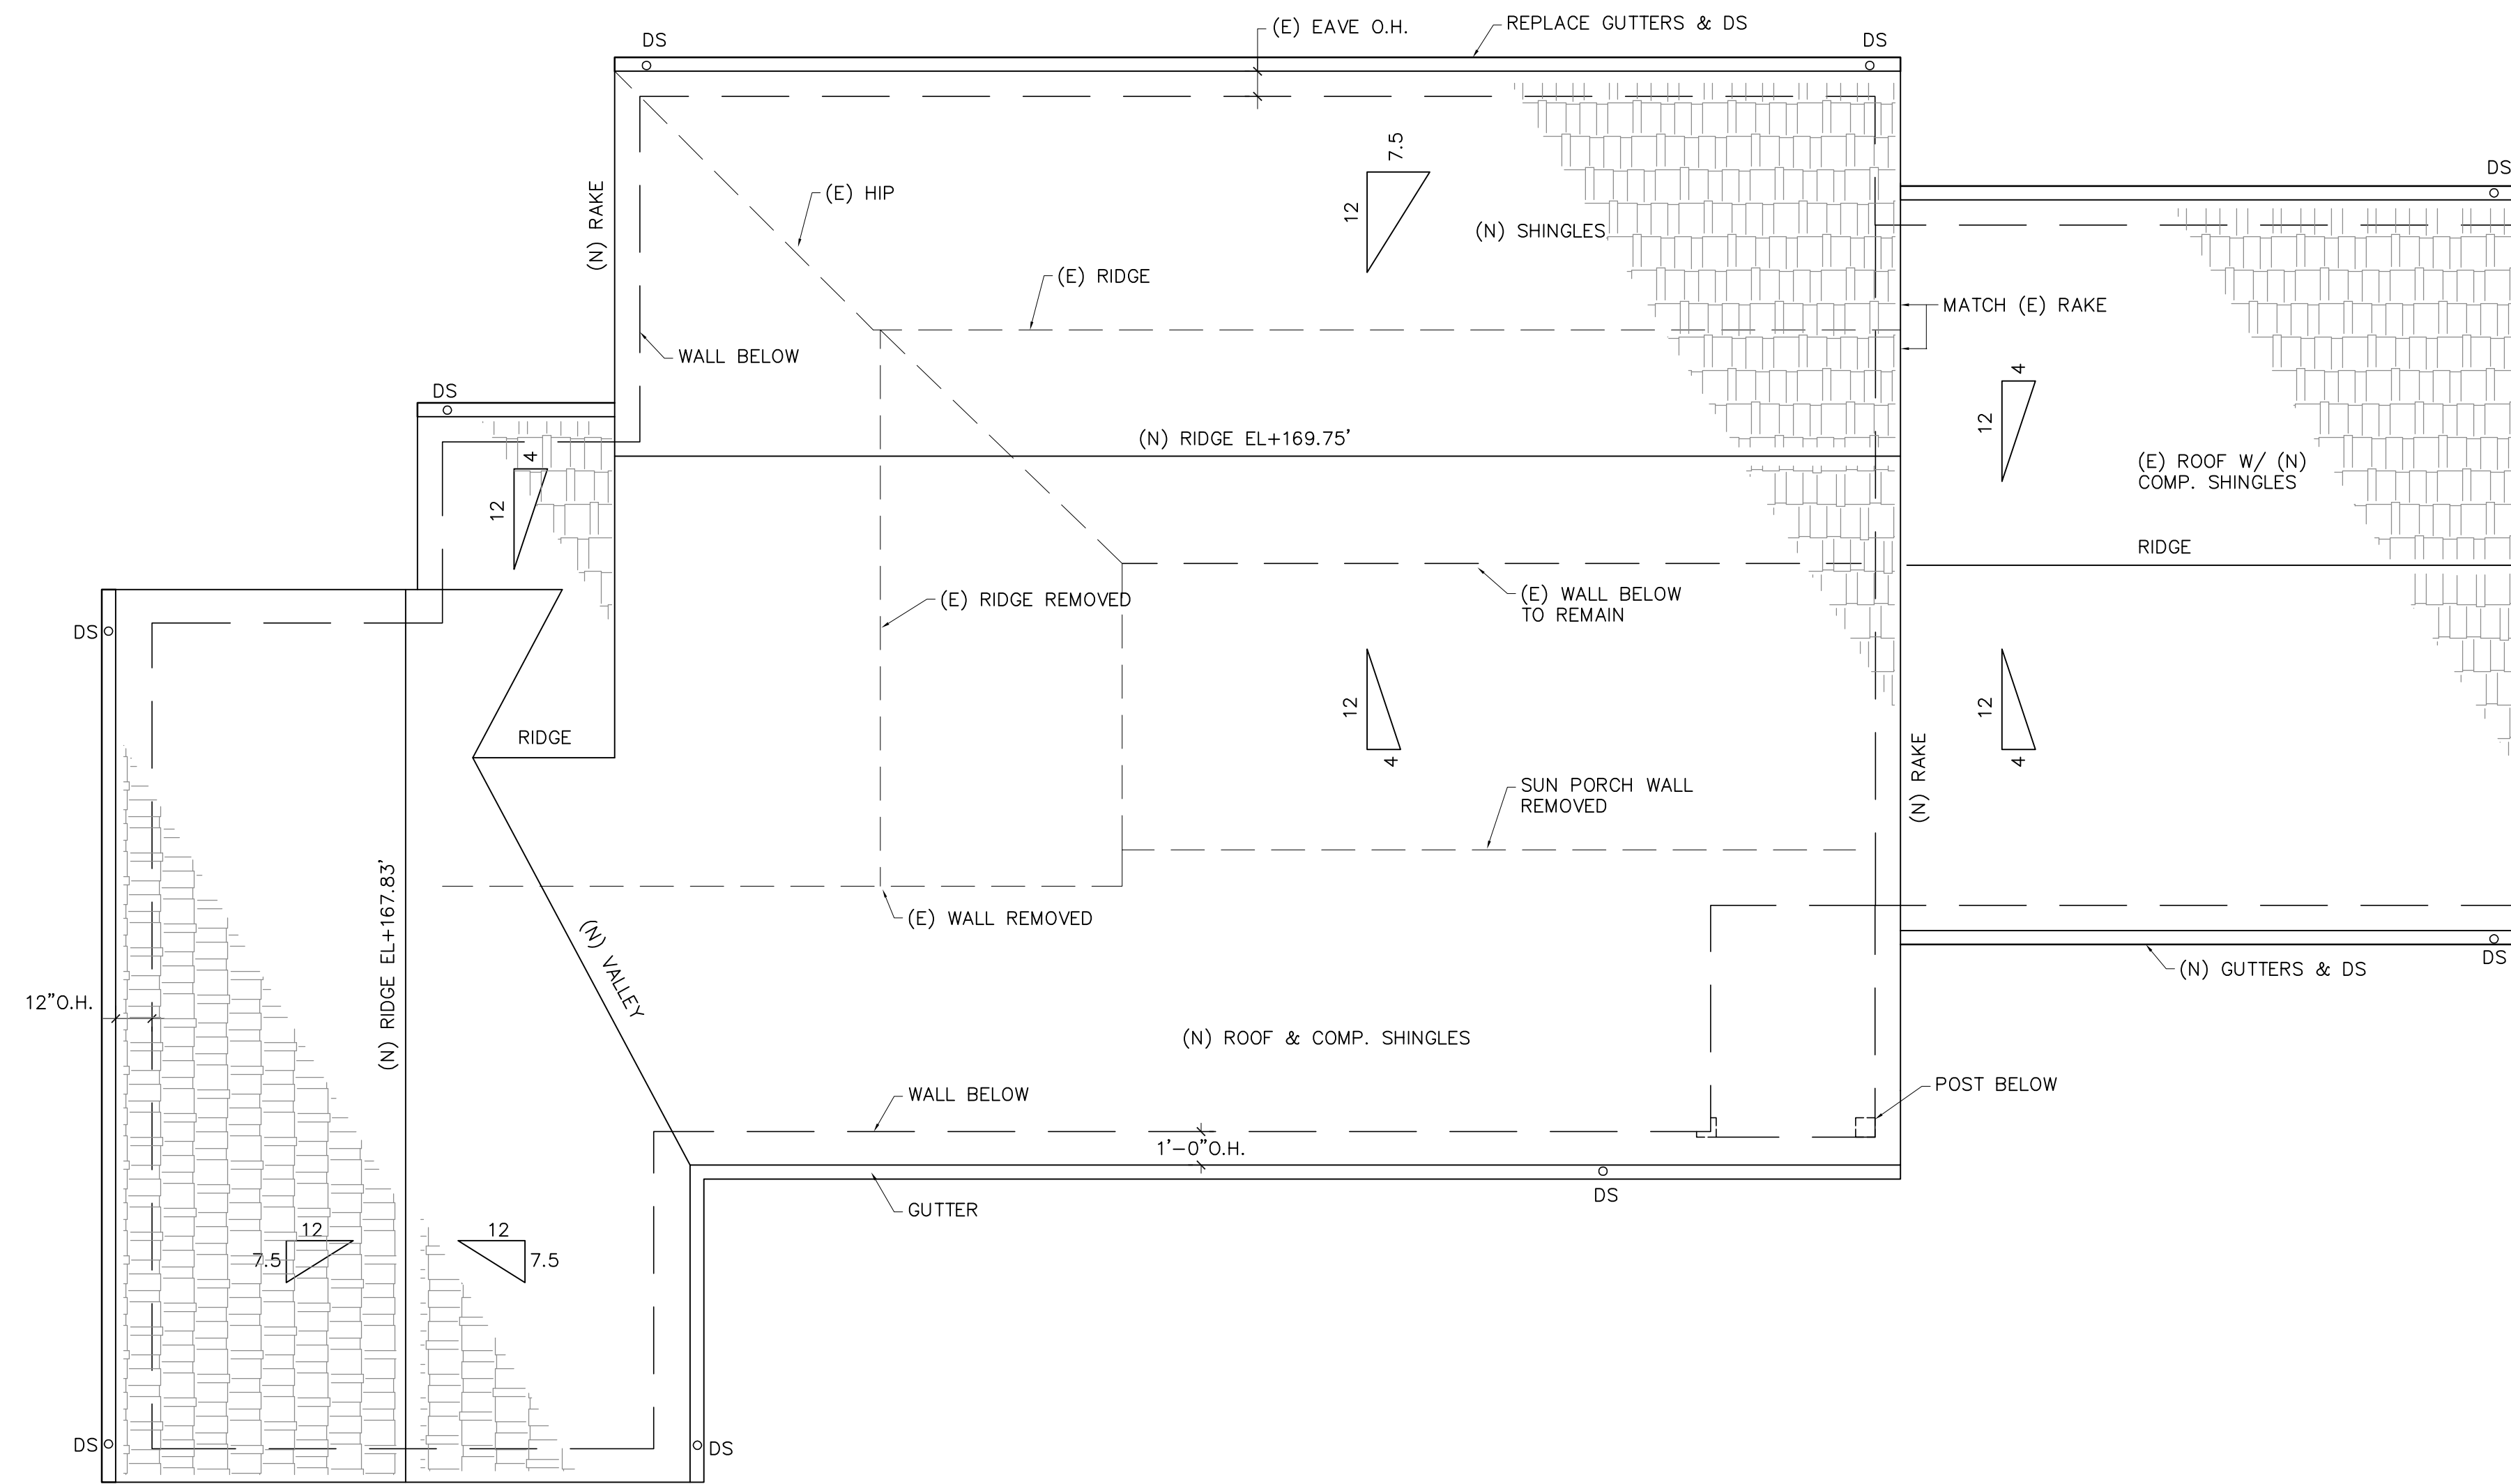 (E) EAVE O.H.
REPLACE GUTTERS & DS
DS
DS
DS
7.5
12
(E) HIP
(N) RAKE
(N) SHINGLES
(E) RIDGE
MATCH (E) RAKE
WALL BELOW
DS
4
12
(N) RIDGE EL+169.75'
4
12
(E) ROOF W/ (N)
COMP. SHINGLES
RIDGE
(E) RIDGE REMOVED
(E) WALL BELOW
TO REMAIN
DS
12
4
12
4
RIDGE
(N) RAKE
SUN PORCH WALL
REMOVED
(N) RIDGE EL+167.83'
(E) WALL REMOVED
(N) VALLEY
DS
(N) GUTTERS & DS
12"O.H.
(N) ROOF & COMP. SHINGLES
WALL BELOW
POST BELOW
1'-0"O.H.
DS
GUTTER
12
7.5
12
7.5
DS
DS